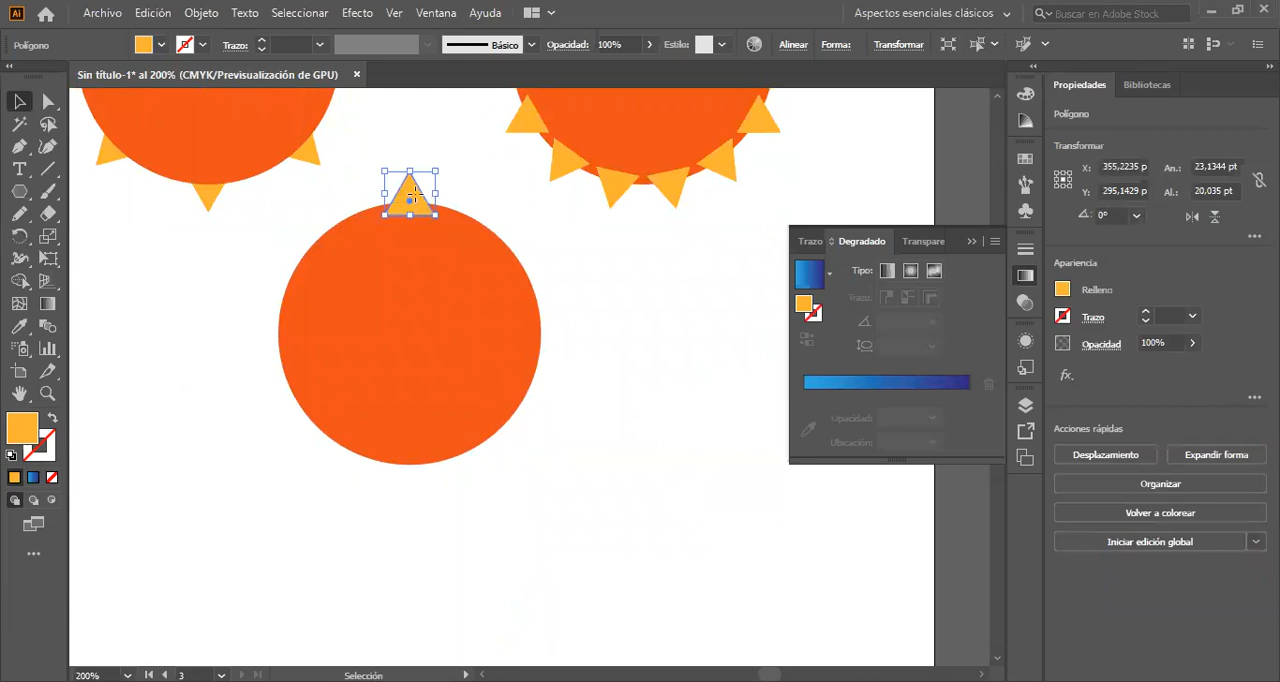 Ai Archivo Edición Objeto Texto Seleccionar Efecto Ver Ventana Ayuda Aspectos esenciales clásicos Buscar en Adobe Stock
Polígono Trazo: Básico Opacidad: 100% Estilo: Alinear Forma: Transformar
Sin título-1* al 200% (CMYK/Previsualización de GPU)
Propiedades Bibliotecas
Polígono
Transformar
X: 355,2235 p An.: 23,1344 pt
Y: 295,1429 p Al.: 20,035 pt
0°
Apariencia
Relleno
Trazo
Opacidad 100%
fx.
Acciones rápidas
Desplazamiento Expandir forma
Organizar
Volver a colorear
Iniciar edición global
Trazo Degradado Transpare
Tipo:
Trazo:
Opacidad:
Ubicación:
200% 3 Selección